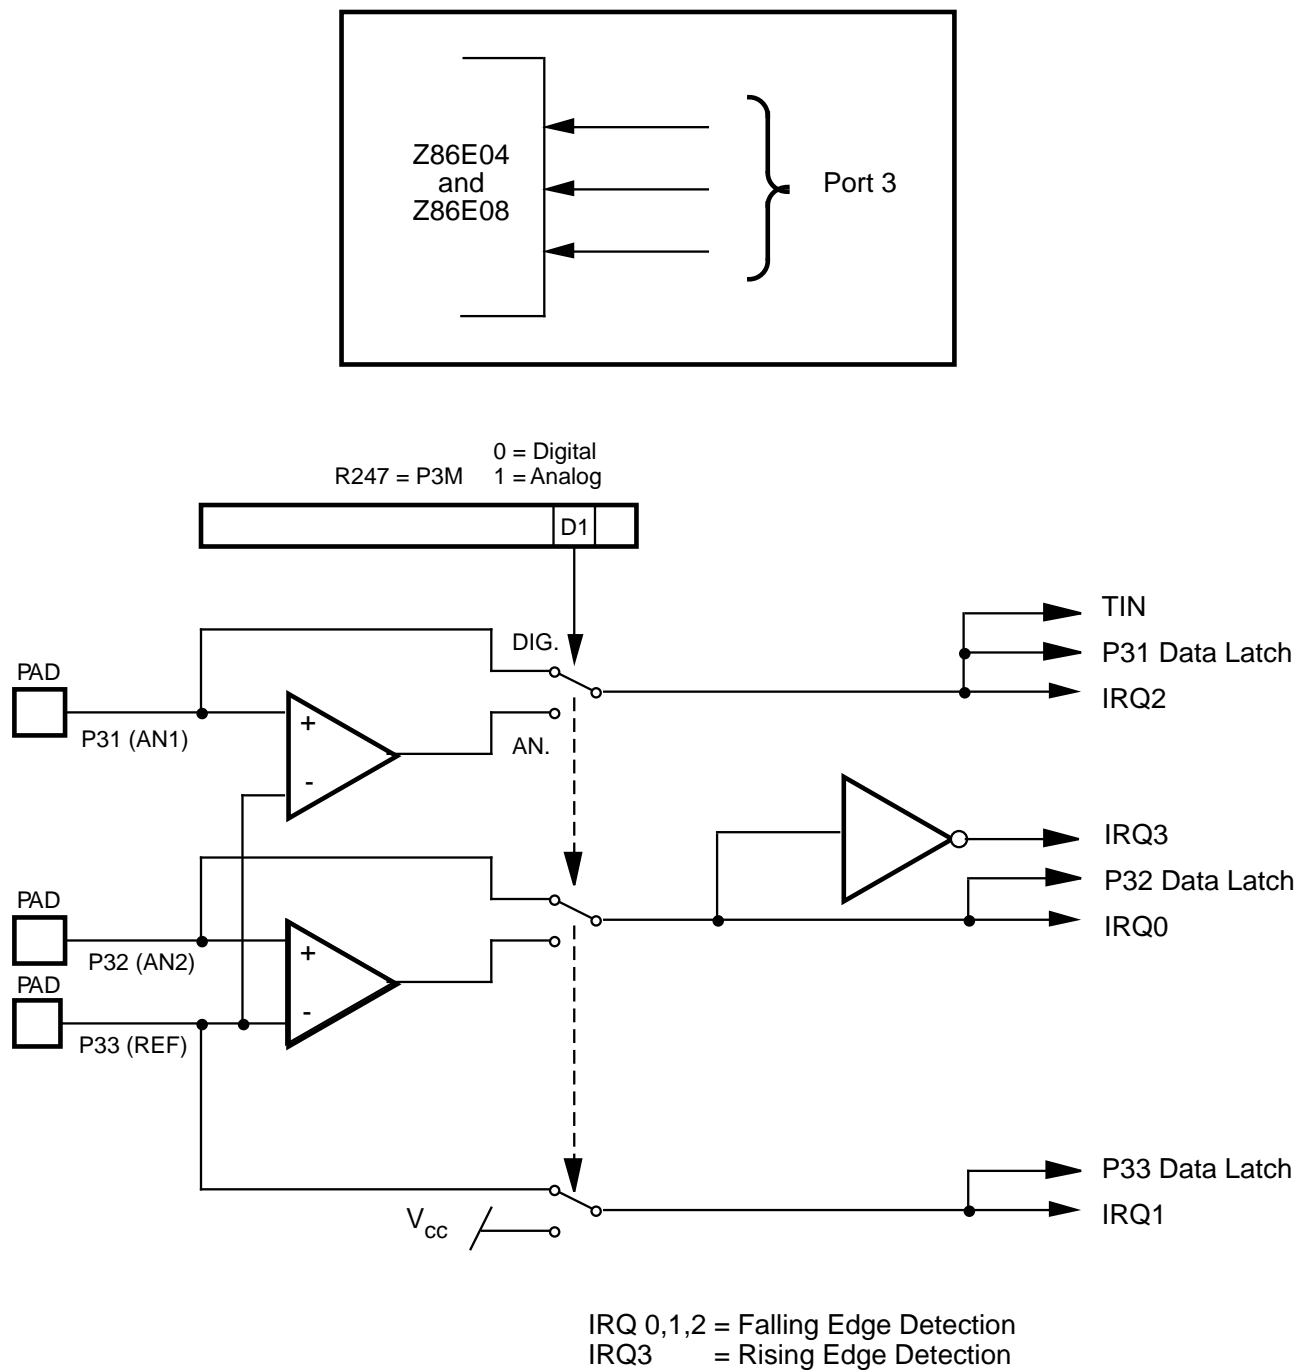 Z86E04
and
Z86E08
Port 3
0 = Digital
R247 = P3M 1 = Analog
D1
TIN
DIG.
P31 Data Latch
PAD
IRQ2
+
P31 (AN1)
AN.
-
IRQ3
P32 Data Latch
PAD
IRQ0
+
P32 (AN2)
PAD
-
P33 (REF)
P33 Data Latch
Vcc
IRQ1
IRQ 0,1,2 = Falling Edge Detection
IRQ3 = Rising Edge Detection